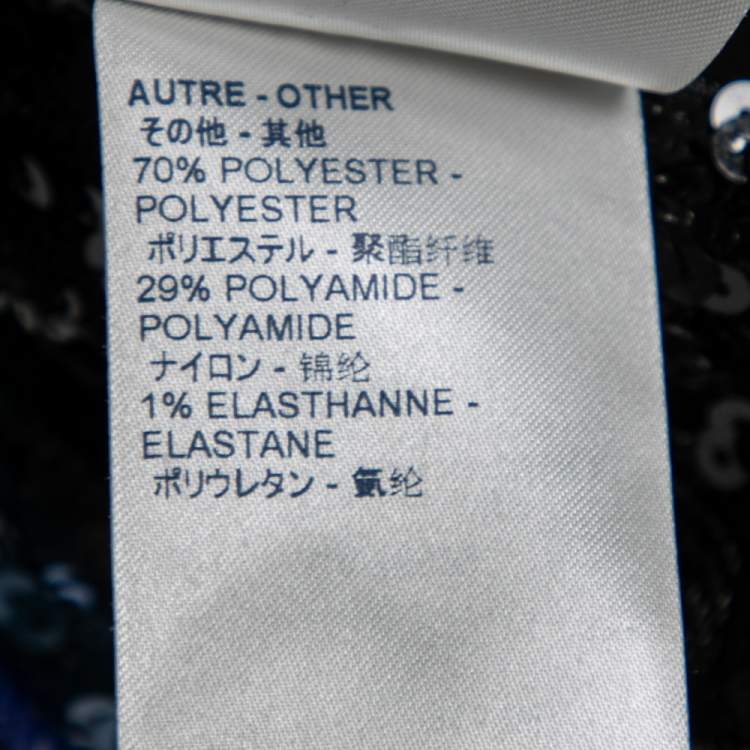 AUTRE - OTHER
その他 - 其他
70% POLYESTER -
POLYESTER
ポリエステル - 聚酯纤维
29% POLYAMIDE -
POLYAMIDE
ナイロン - 锦纶
1% ELASTHANNE -
ELASTANE
ポリウレタン - 氨纶